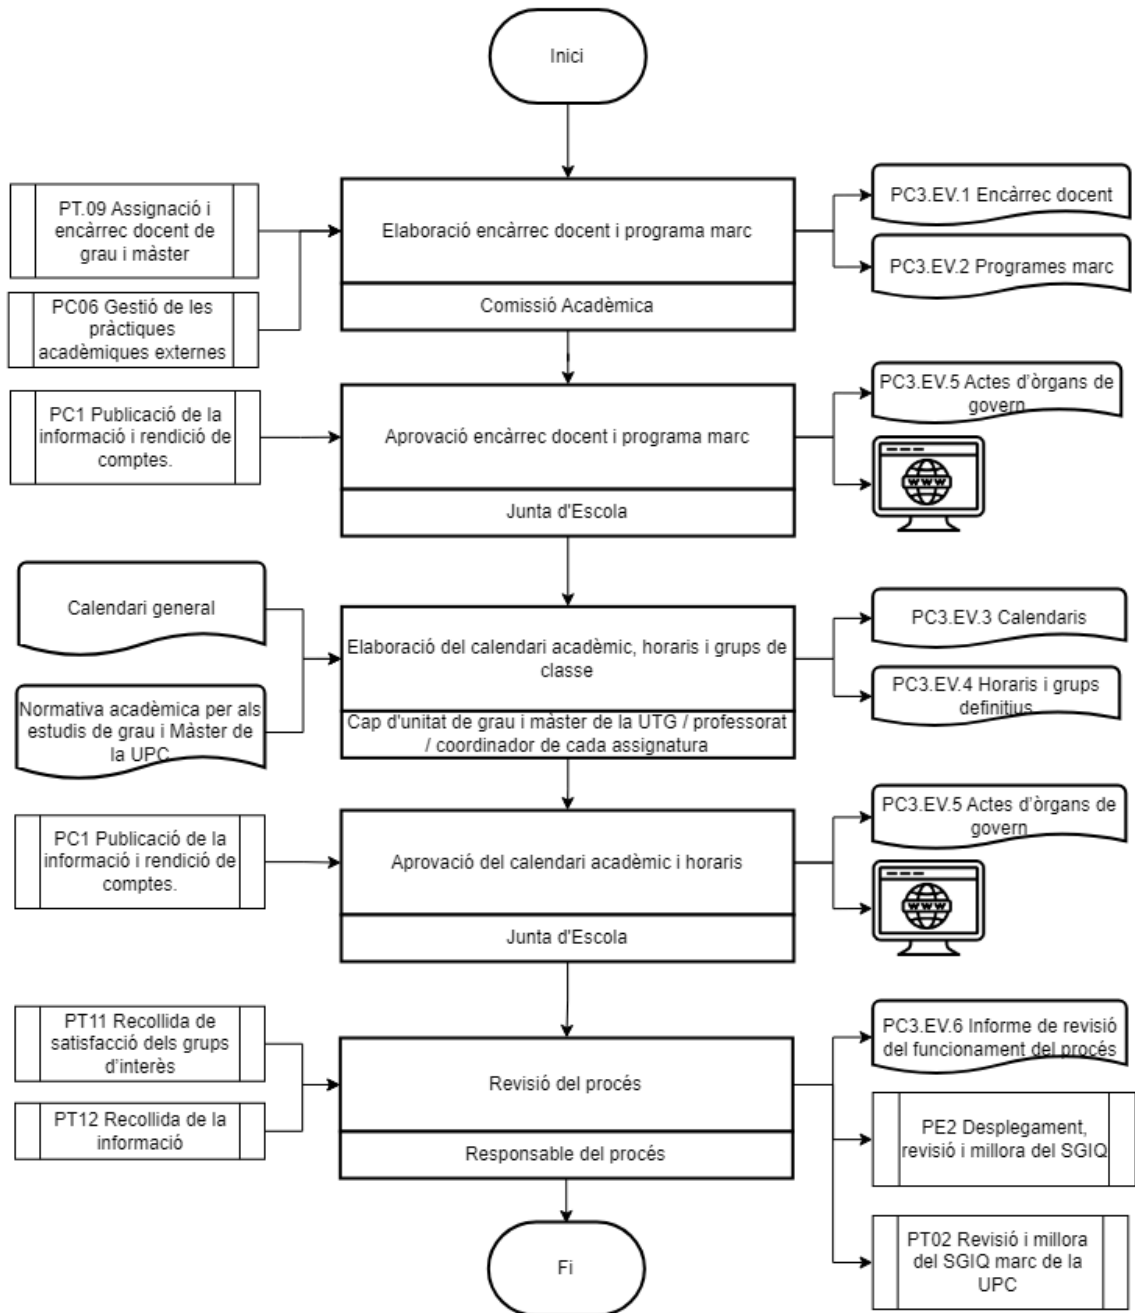 Inici
PT.09 Assignació i
encàrrec docent de
grau i màster
PC06 Gestió de les
pràctiques
acadèmiques externes
Elaboració encàrrec docent i programa marc
Comissió Acadèmica
PC3.EV.1 Encàrrec docent
PC3.EV.2 Programes marc
PC1 Publicació de la
informació i rendició de
comptes.
Aprovació encàrrec docent i programa marc
Junta d'Escola
PC3.EV.5 Actes d'òrgans de
govern
WWW
Calendari general
Normativa acadèmica per als
estudis de grau i Màster de
la UPC
Elaboració del calendari acadèmic, horaris i grups de
classe
Cap d'unitat de grau i màster de la UTG / professorat
/ coordinador de cada assignatura
PC3.EV.3 Calendaris
PC3.EV.4 Horaris i grups
definitius
PC1 Publicació de la
informació i rendició de
comptes.
Aprovació del calendari acadèmic i horaris
Junta d'Escola
PC3.EV.5 Actes d'òrgans de
govern
WWW
PT11 Recollida de
satisfacció dels grups
d'interès
PT12 Recollida de la
informació
Revisió del procés
Responsable del procés
PC3.EV.6 Informe de revisió
del funcionament del procés
PE2 Desplegament,
revisió i millora del SGIQ
PT02 Revisió i millora
del SGIQ marc de la
UPC
Fi